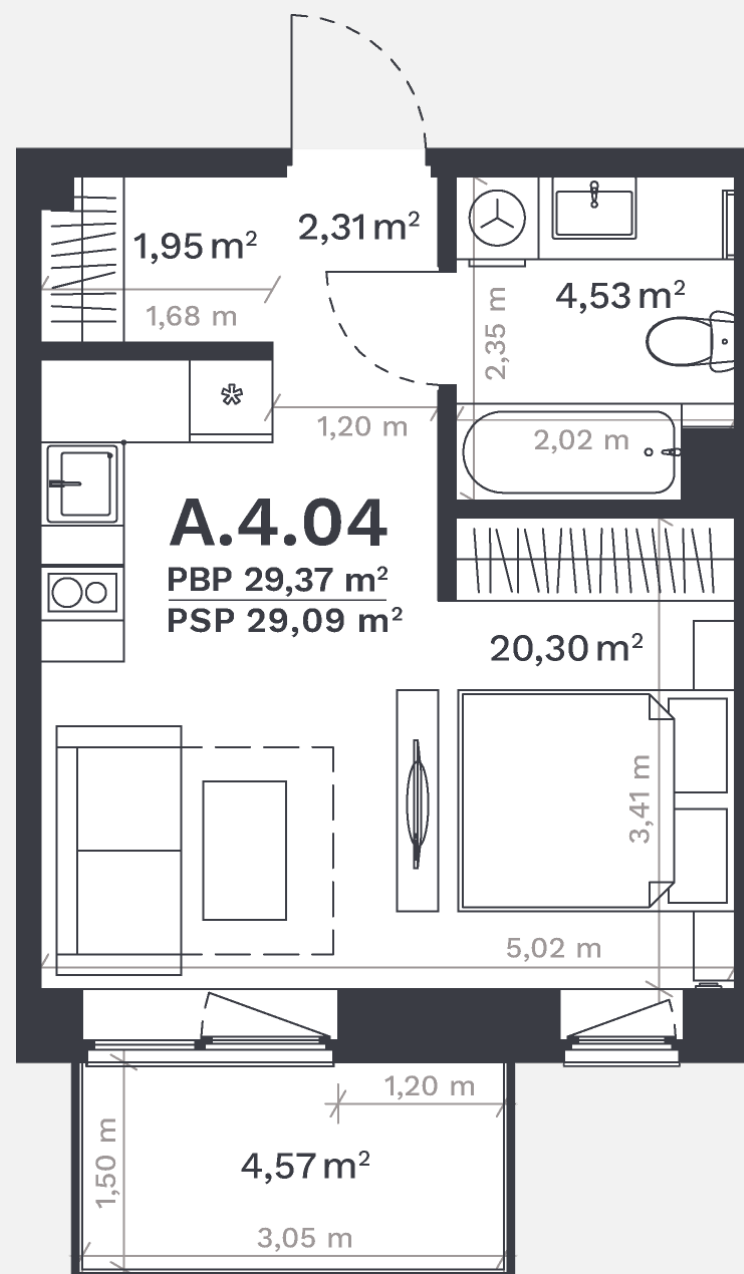 1,95 m²
2,31 m²
1,68 m
4,53 m²
2,35 m
1,20 m
2,02 m
A.4.04
PBP 29,37 m²
PSP 29,09 m²
20,30 m²
3,41 m
5,02 m
1,20 m
1,50 m
4,57 m²
3,05 m